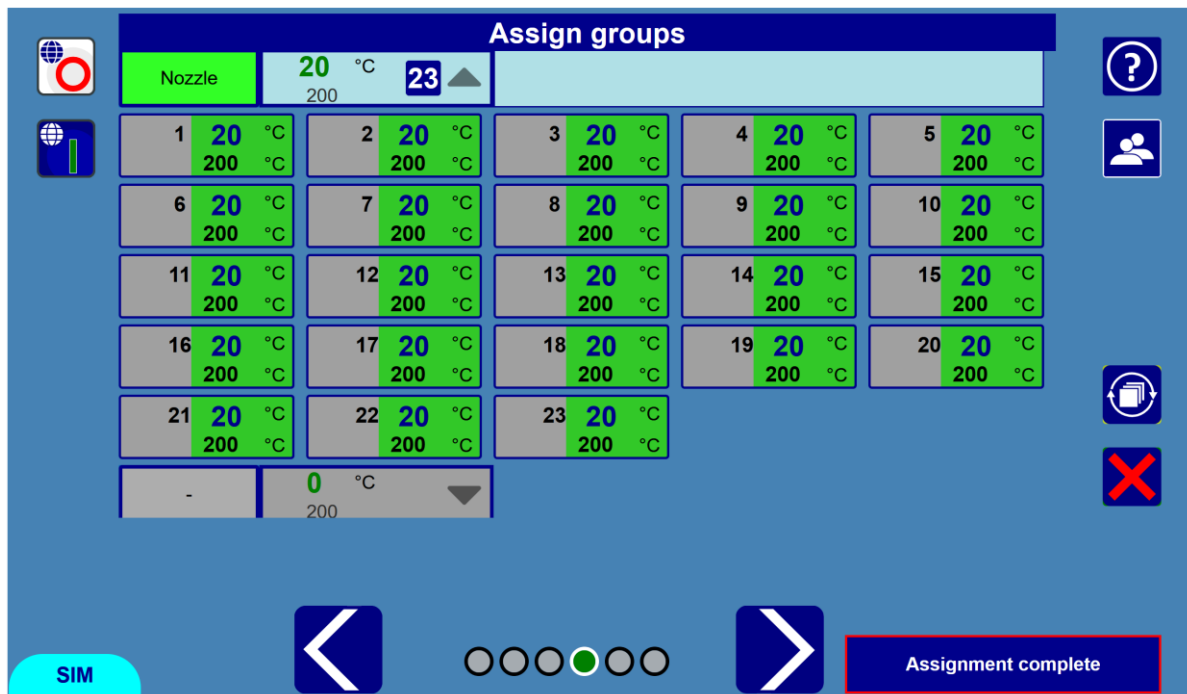 Assign groups
Nozzle 20 °C 23
200
1 20 °C 2 20 °C 3 20 °C 4 20 °C 5 20 °C
200 °C 200 °C 200 °C 200 °C 200 °C
6 20 °C 7 20 °C 8 20 °C 9 20 °C 10 20 °C
200 °C 200 °C 200 °C 200 °C 200 °C
11 20 °C 12 20 °C 13 20 °C 14 20 °C 15 20 °C
200 °C 200 °C 200 °C 200 °C 200 °C
16 20 °C 17 20 °C 18 20 °C 19 20 °C 20 20 °C
200 °C 200 °C 200 °C 200 °C 200 °C
21 20 °C 22 20 °C 23 20 °C
200 °C 200 °C 200 °C
- 0 °C
200
SIM
Assignment complete